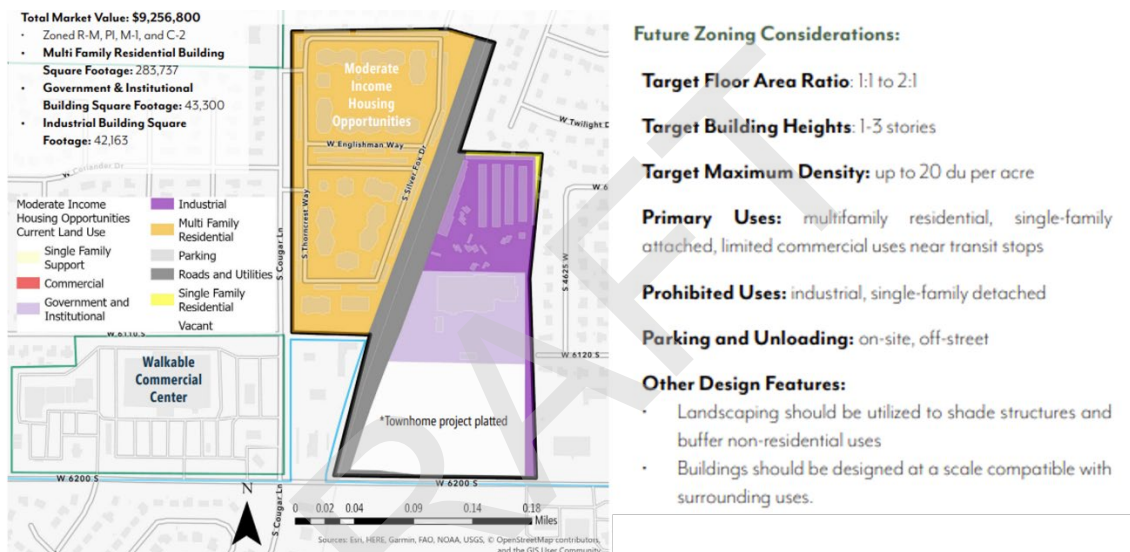 Total Market Value: $9,256,800
• Zoned R-M, PI, M-1, and C-2
• Multi Family Residential Building
Square Footage: 283,737
• Government & Institutional
Building Square Footage: 43,300
• Industrial Building Square
Footage: 42,163
Moderate
Income
Housing
Opportunities
W Englishman Way
S Silver Fox Dr
S Thorncrest Way
S Cougar Ln
W Coriander Dr
W Twilight D
W 6
S 4625 W
Moderate Income
Housing Opportunities
Current Land Use
Single Family
Support
Commercial
Government and
Institutional
Industrial
Multi Family
Residential
Parking
Roads and Utilities
Single Family
Residential
Vacant
W 6110 S
W 6120 S
Walkable
Commercial
Center
*Townhome project platted
W 6200 S
W 6200 S
N
S Cougar Ln
0 0.02 0.04 0.09 0.14 0.18
Miles
Sources: Esri, HERE, Garmin, FAO, NOAA, USGS, © OpenStreetMap contributors,
and the GIS User Community
Future Zoning Considerations:
Target Floor Area Ratio: 1:1 to 2:1
Target Building Heights: 1-3 stories
Target Maximum Density: up to 20 du per acre
Primary Uses: multifamily residential, single-family
attached, limited commercial uses near transit stops
Prohibited Uses: industrial, single-family detached
Parking and Unloading: on-site, off-street
Other Design Features:
• Landscaping should be utilized to shade structures and
buffer non-residential uses
• Buildings should be designed at a scale compatible with
surrounding uses.
RAFT